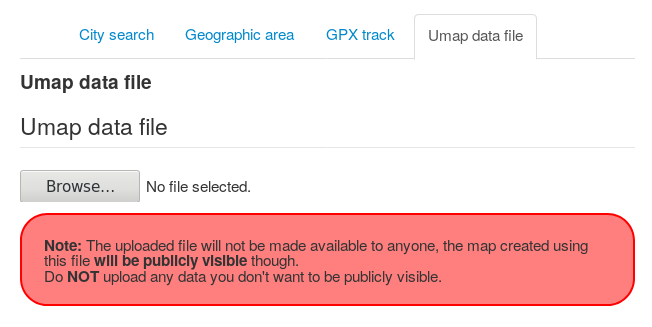 City search Geographic area GPX track Umap data file
Umap data file
Umap data file
Browse... No file selected.
Note: The uploaded file will not be made available to anyone, the map created using
this file will be publicly visible though.
Do NOT upload any data you don't want to be publicly visible.